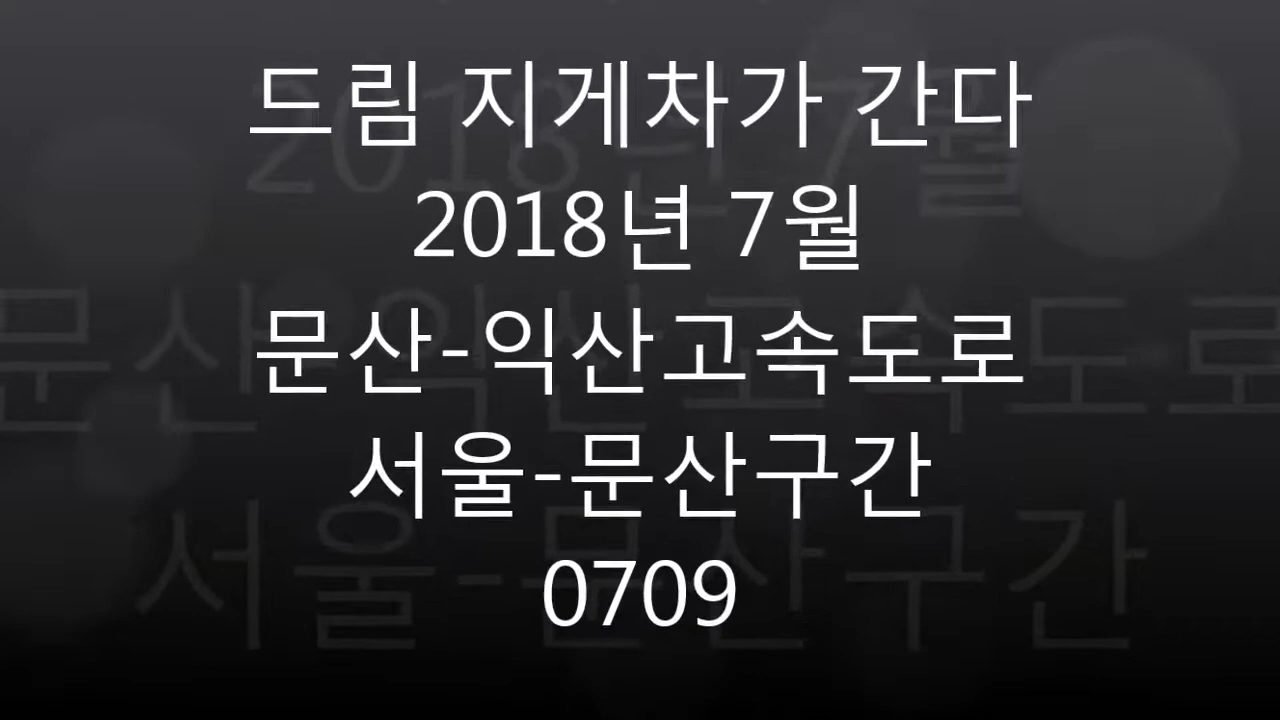 드림 지게차가 간다
2018년 7월
문산-익산고속도로
서울-문산구간
0709